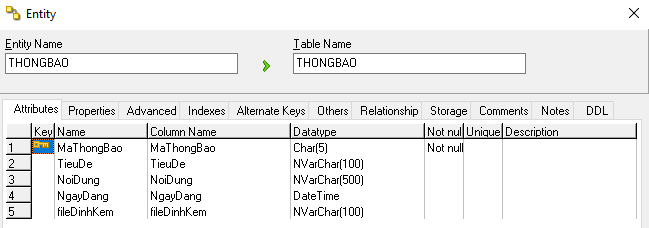 Entity
Entity Name Table Name
THONGBAO THONGBAO
Attributes Properties Advanced Indexes Alternate Keys Others Relationship Storage Comments Notes DDL
Key Name Column Name Datatype Not nul Unique Description
1 MaThongBao MaThongBao Char(5) Not null
2 TieuDe TieuDe NVarChar(100)
3 NoiDung NoiDung NVarChar(500)
4 NgayDang NgayDang DateTime
5 fileDinhKem fileDinhKem NVarChar(100)